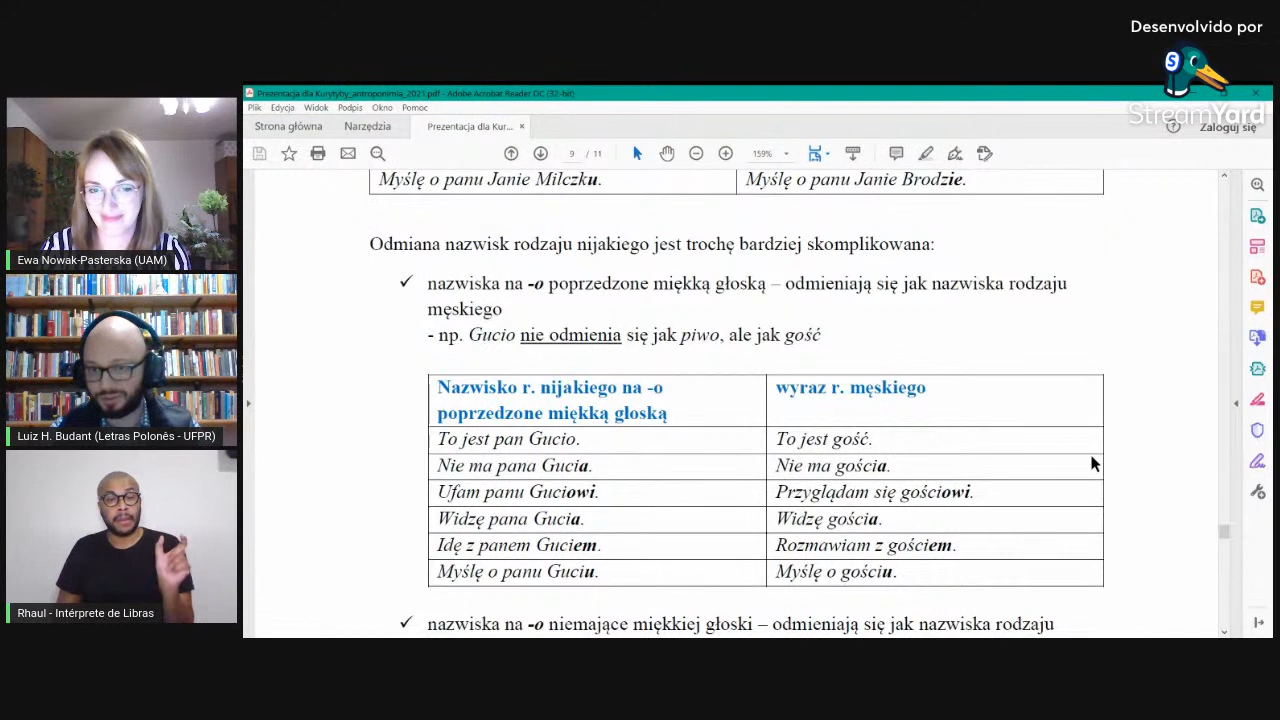 Desenvolvido por
StreamYard
Prezentacja dla Kurytyby_antroponimia_2021.pdf - Adobe Acrobat Reader DC (32-bit)
Plik Edycja Widok Podpis Okno Pomoc
Strona główna Narzędzia Prezentacja dla Kur... × Zaloguj się
9 / 11 159%
Myślę o panu Janie Milczku. Myślę o panu Janie Brodzie.
Odmiana nazwisk rodzaju nijakiego jest trochę bardziej skomplikowana:
✓ nazwiska na -o poprzedzone miękką głoską – odmieniają się jak nazwiska rodzaju
męskiego
- np. Gucio nie odmienia się jak piwo, ale jak gość
Nazwisko r. nijakiego na -o wyraz r. męskiego
poprzedzone miękką głoską
To jest pan Gucio. To jest gość.
Nie ma pana Gucia. Nie ma gościa.
Ufam panu Guciowi. Przyglądam się gościowi.
Widzę pana Gucia. Widzę gościa.
Idę z panem Guciem. Rozmawiam z gościem.
Myślę o panu Guciu. Myślę o gościu.
✓ nazwiska na -o niemające miękkiej głoski – odmieniają się jak nazwiska rodzaju
Ewa Nowak-Pasterska (UAM)
Luiz H. Budant (Letras Polonês - UFPR)
Rhaul - Intérprete de Libras